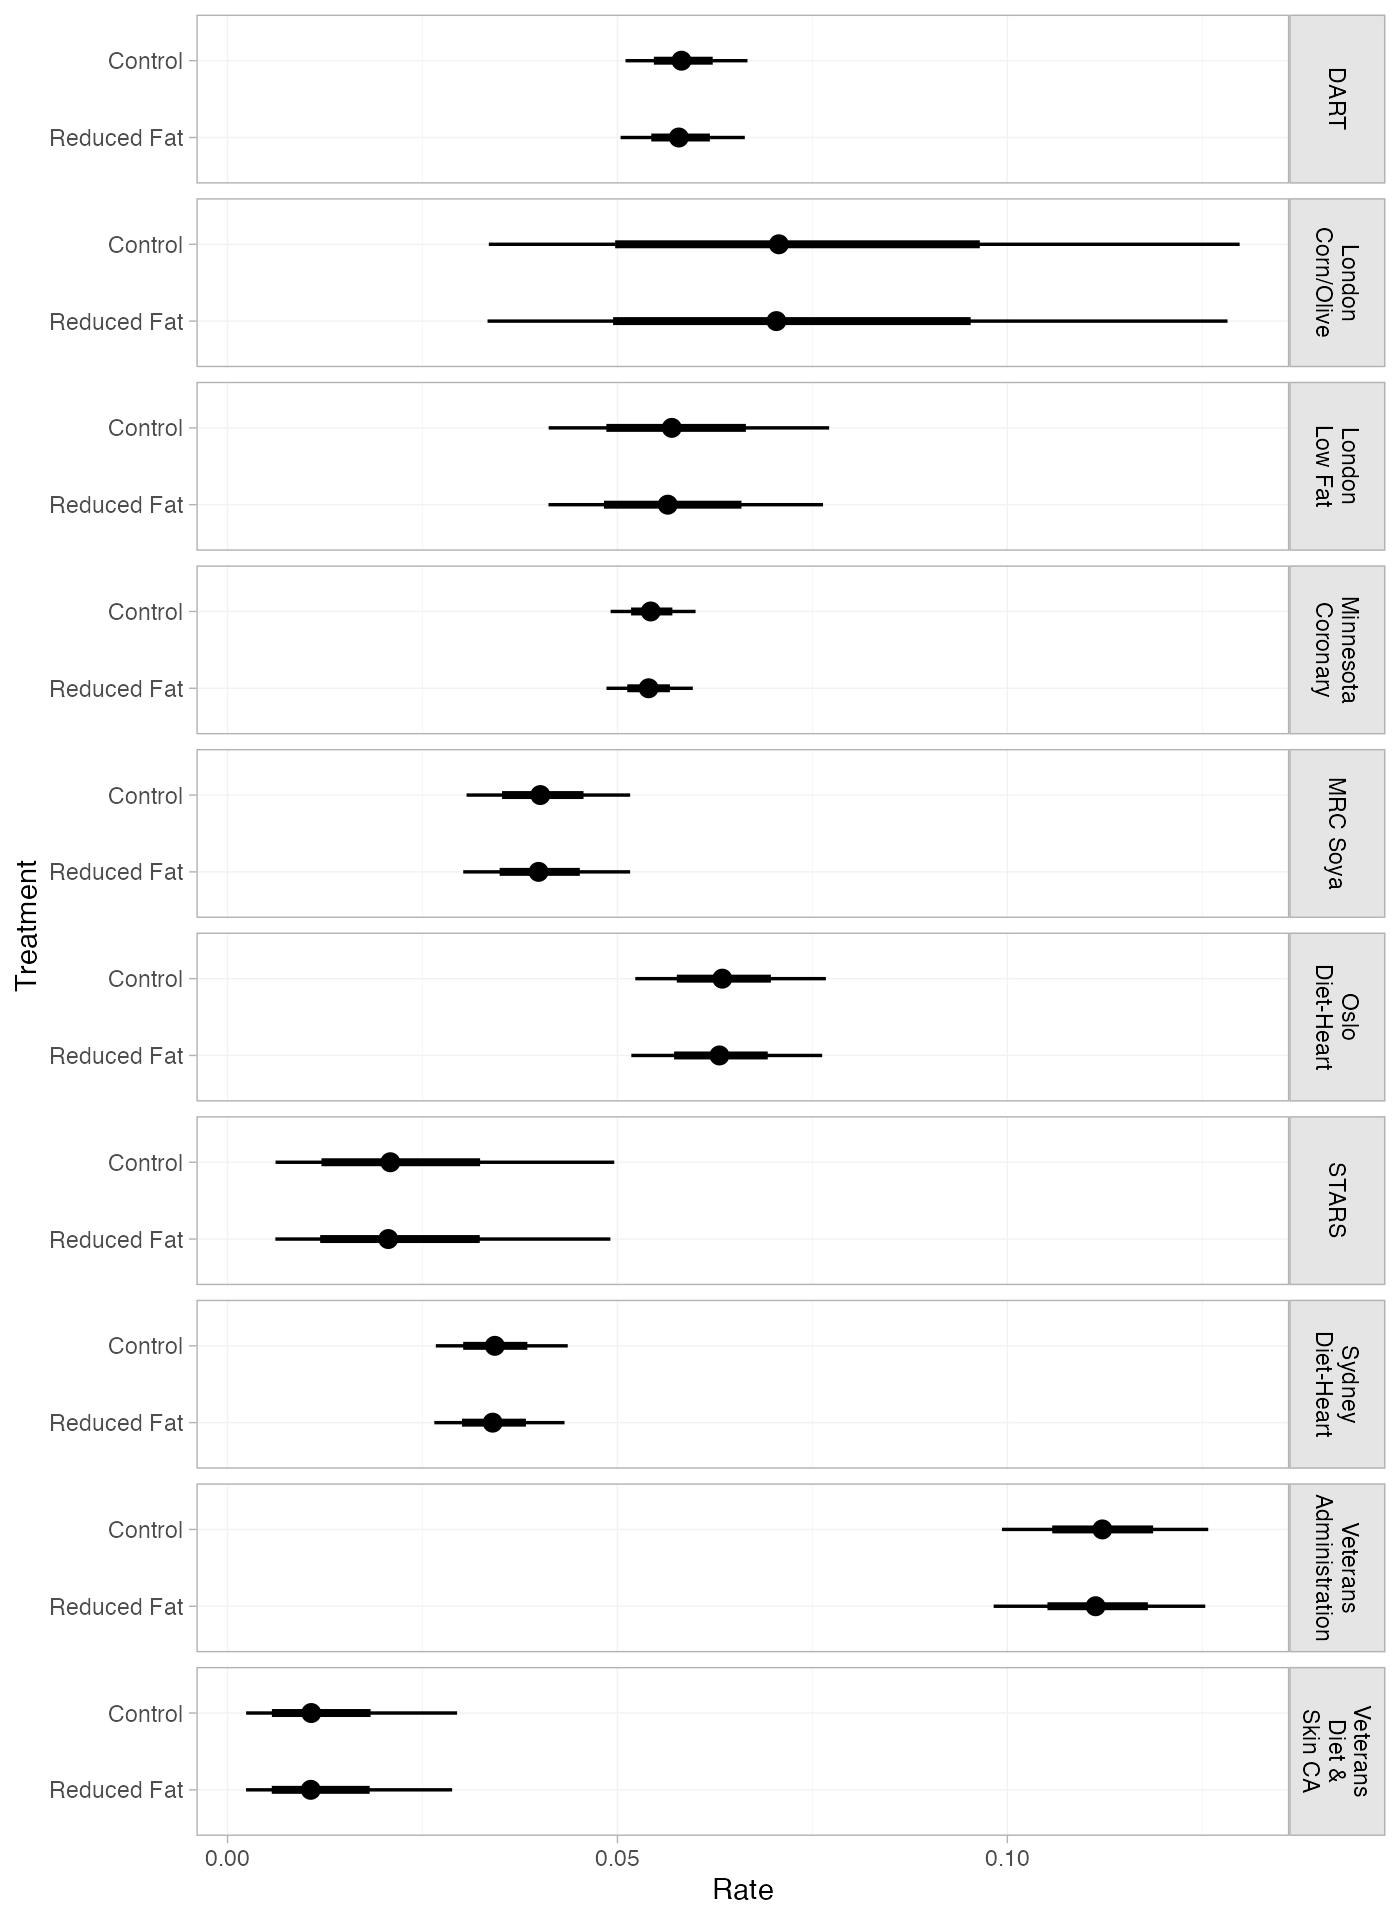 Control
Reduced Fat
DART
Control
Reduced Fat
London
Corn/Olive
Control
Reduced Fat
London
Low Fat
Control
Reduced Fat
Minnesota
Coronary
Control
Reduced Fat
MRC Soya
Control
Reduced Fat
Oslo
Diet-Heart
Control
Reduced Fat
STARS
Control
Reduced Fat
Sydney
Diet-Heart
Control
Reduced Fat
Veterans
Administration
Control
Reduced Fat
Veterans
Diet &
Skin CA
Treatment
0.00
0.05
0.10
Rate